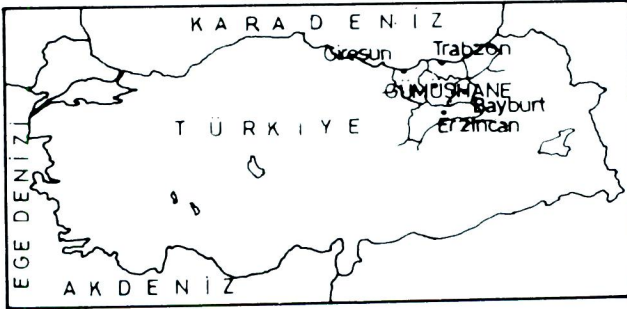 KARADENİZ
Giresun
Trabzon
GÜMÜŞHANE
Bayburt
TÜRKİYE
Erzincan
EGE DENİZİ
AKDENİZ